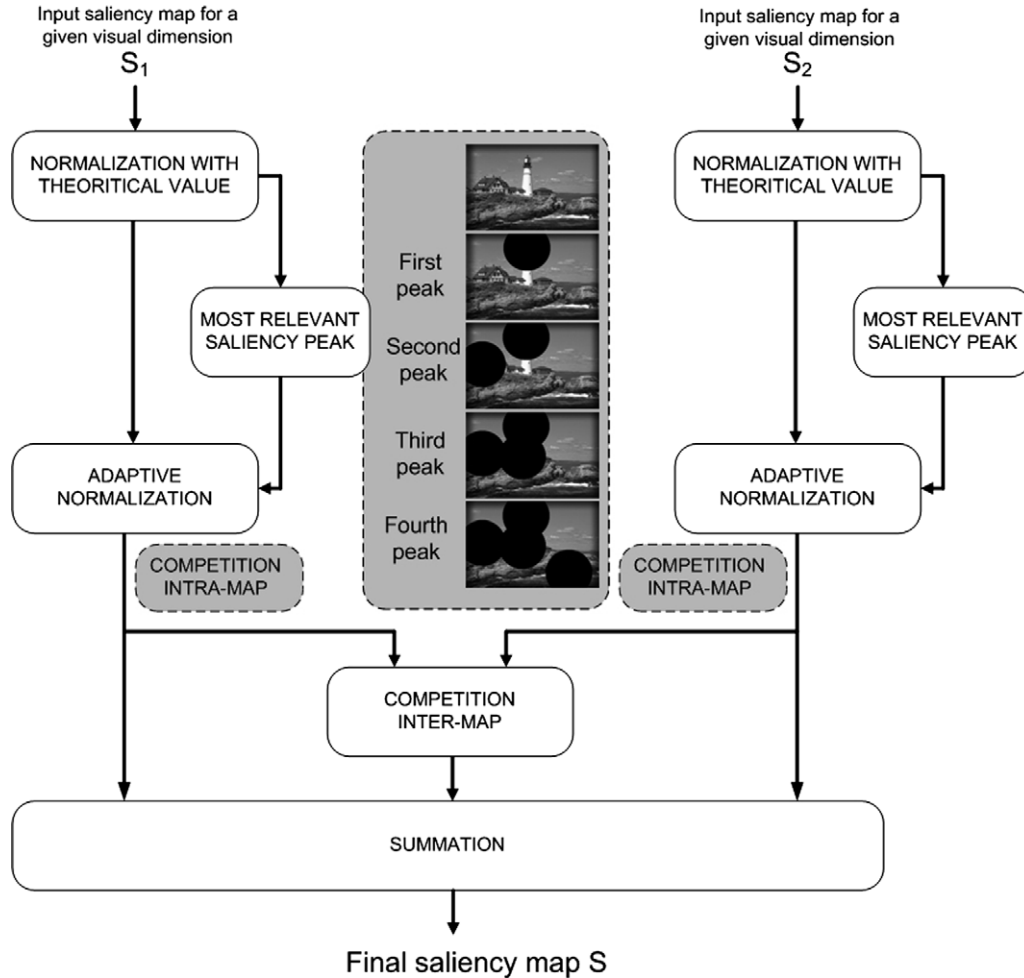 Input saliency map for a
given visual dimension
S1
Input saliency map for a
given visual dimension
S2
NORMALIZATION WITH
THEORITICAL VALUE
NORMALIZATION WITH
THEORITICAL VALUE
First
peak
MOST RELEVANT
SALIENCY PEAK
MOST RELEVANT
SALIENCY PEAK
Second
peak
Third
peak
ADAPTIVE
NORMALIZATION
ADAPTIVE
NORMALIZATION
Fourth
peak
COMPETITION
INTRA-MAP
COMPETITION
INTRA-MAP
COMPETITION
INTER-MAP
SUMMATION
Final saliency map S